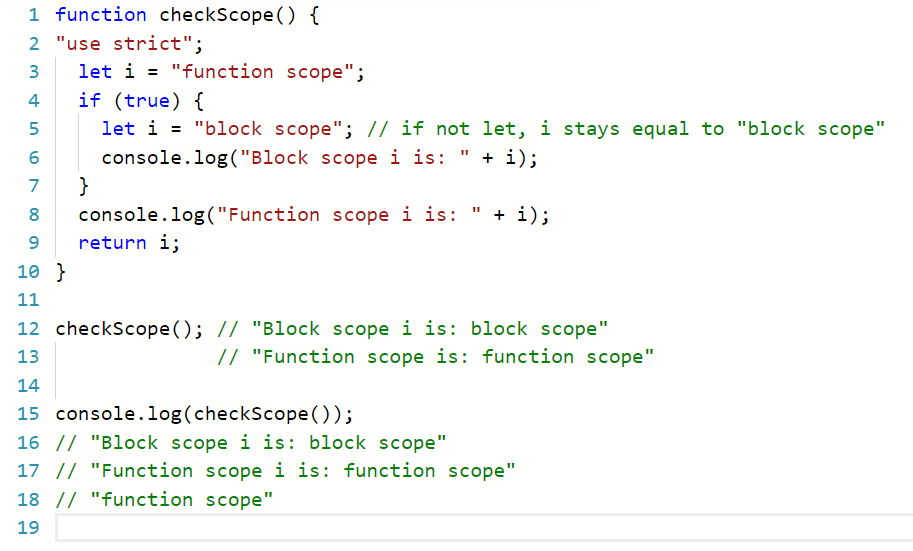 1 function checkScope() {
2 "use strict";
3   let i = "function scope";
4   if (true) {
5     let i = "block scope"; // if not let, i stays equal to "block scope"
6     console.log("Block scope i is: " + i);
7   }
8   console.log("Function scope i is: " + i);
9   return i;
10 }
11
12 checkScope(); // "Block scope i is: block scope"
13               // "Function scope is: function scope"
14
15 console.log(checkScope());
16 // "Block scope i is: block scope"
17 // "Function scope i is: function scope"
18 // "function scope"
19